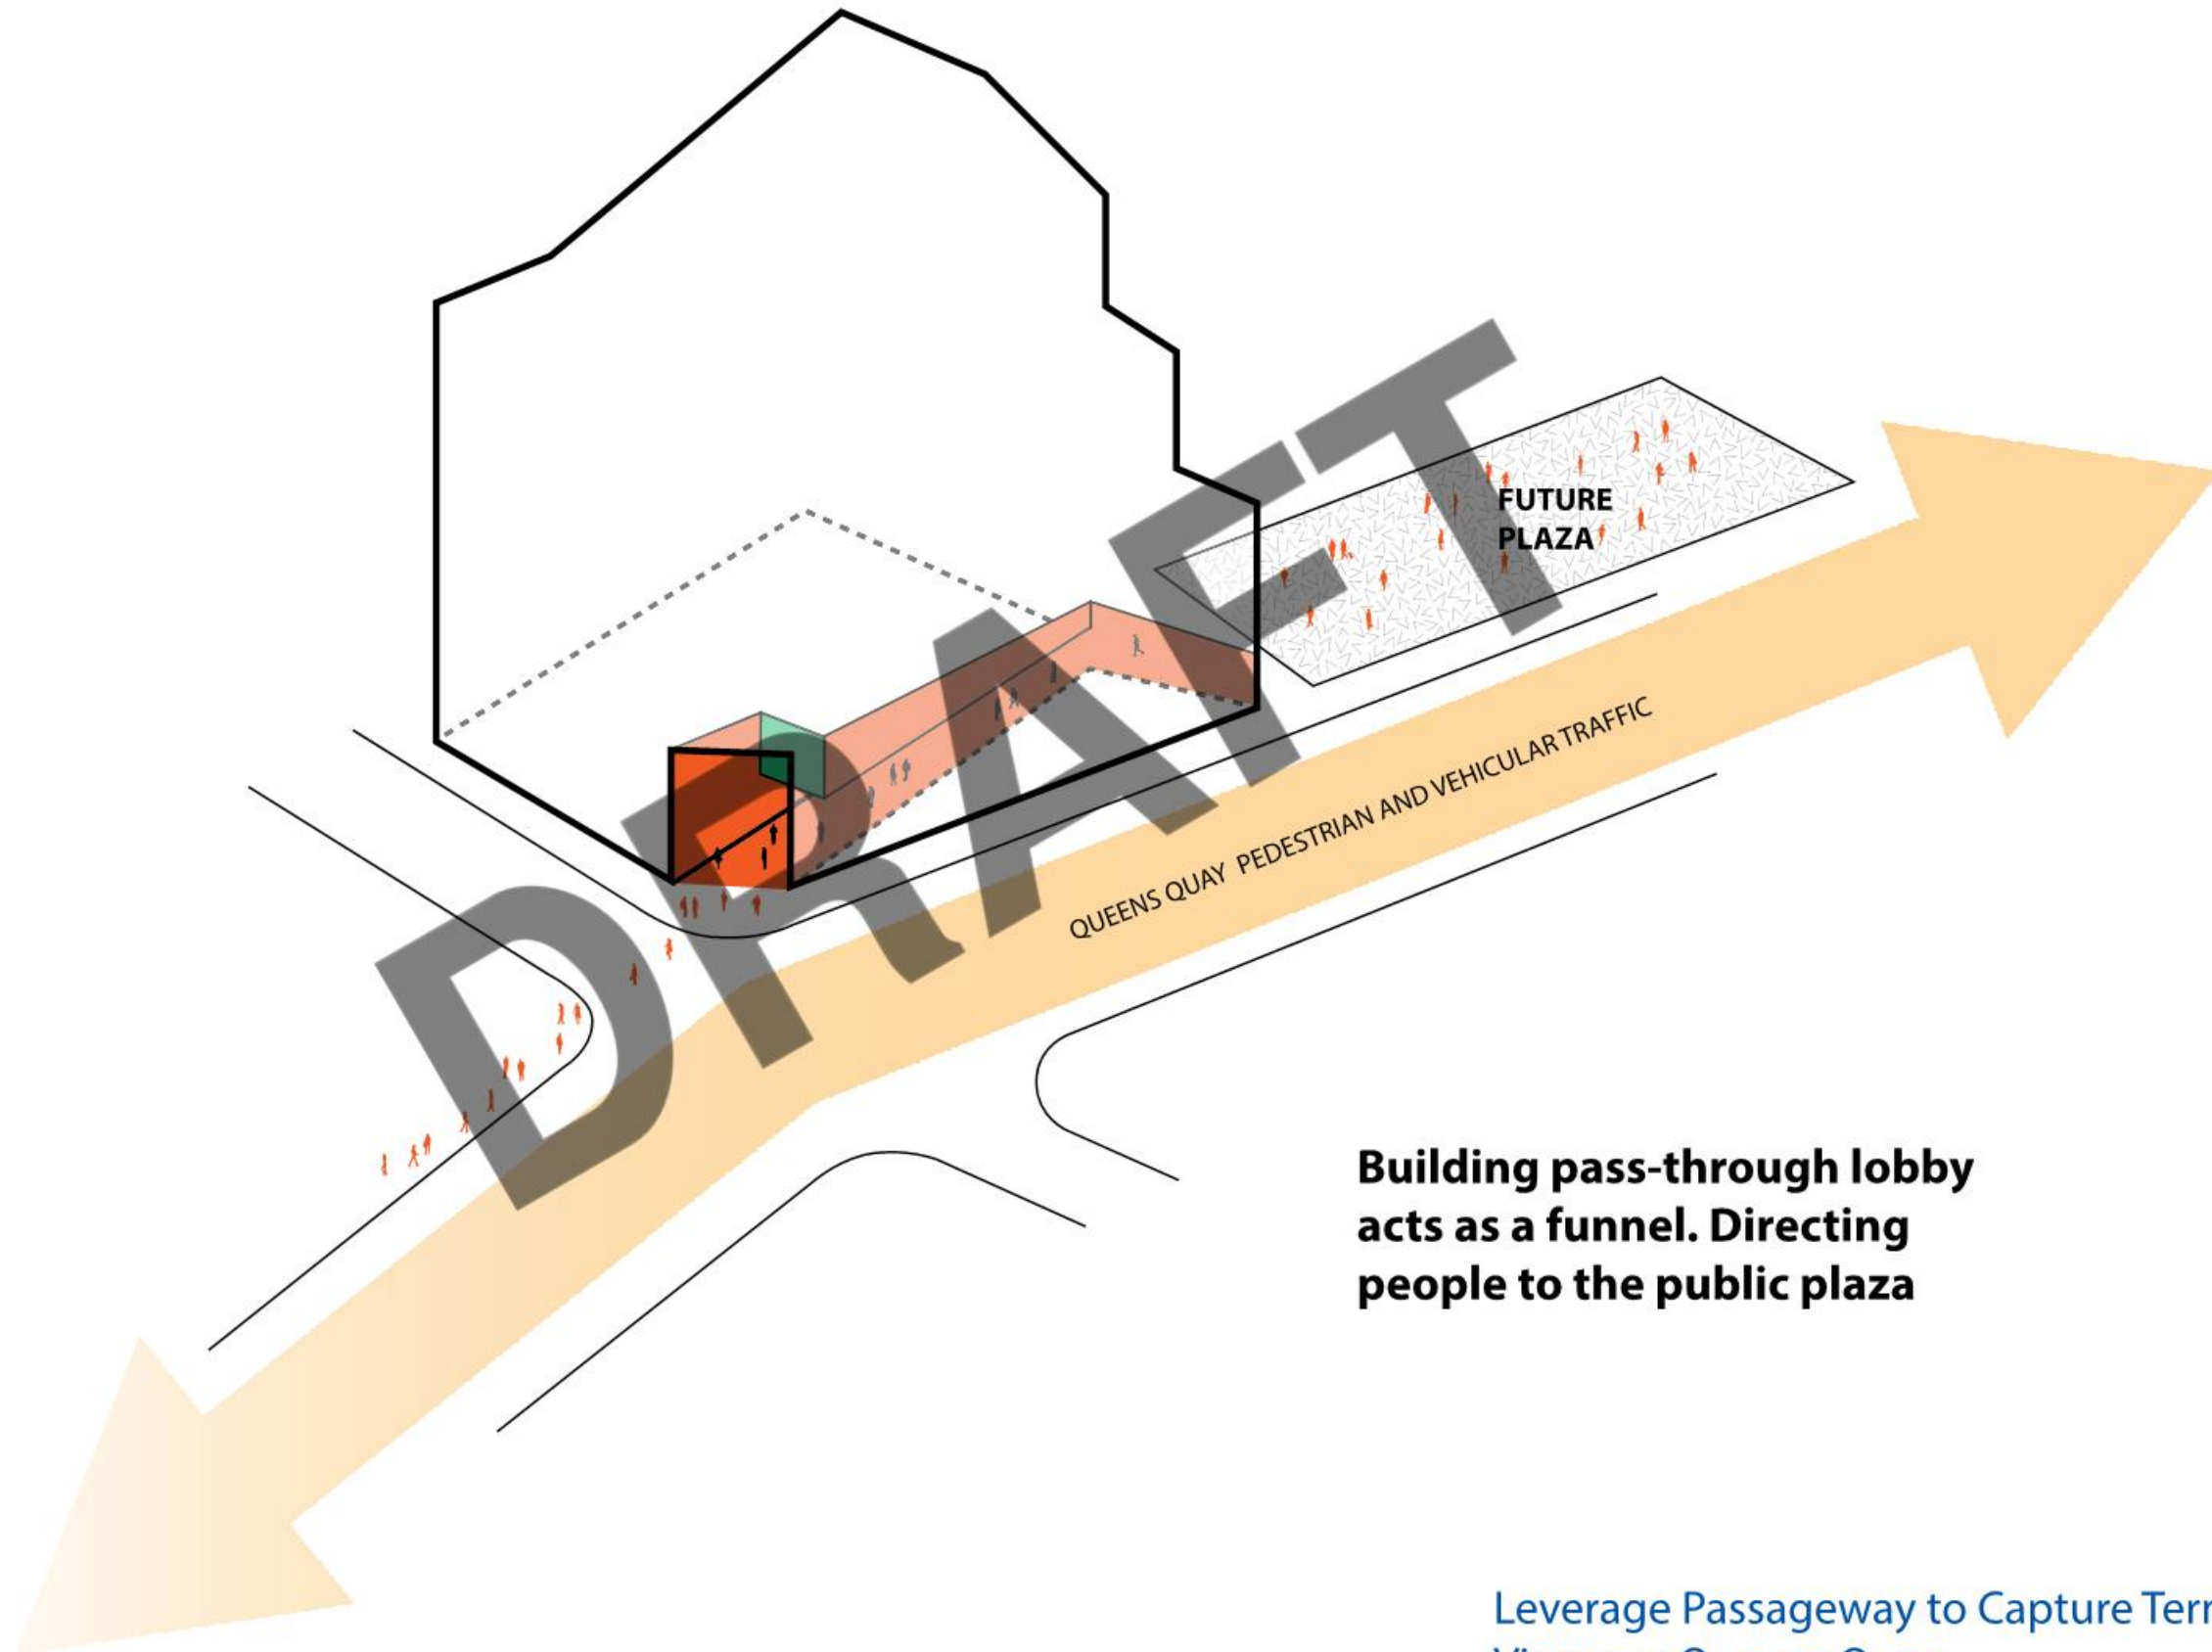 FUTURE
PLAZA
QUEENS QUAY PEDESTRIAN AND VEHICULAR TRAFFIC
DRAFT
Building pass-through lobby
acts as a funnel. Directing
people to the public plaza
Leverage Passageway to Capture